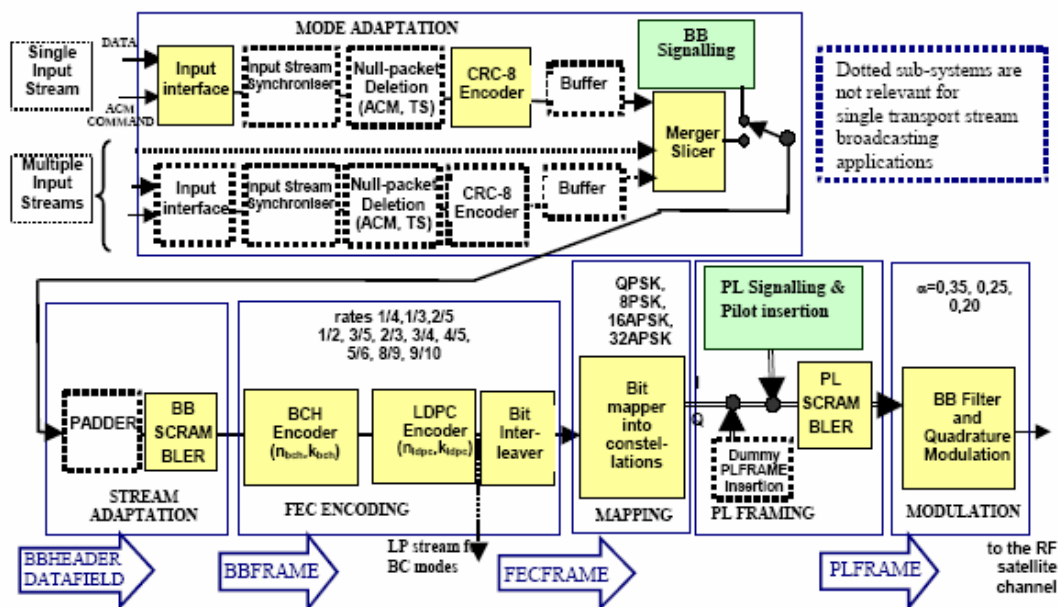 MODE ADAPTATION
BB
Signalling
Single
Input
Stream
DATA
ACM
COMMAND
Input
interface
Input Stream
Synchroniser
Null-packet
Deletion
(ACM, TS)
CRC-8
Encoder
Buffer
Merger
Slicer
Dotted sub-systems are
not relevant for
single transport stream
broadcasting
applications
Multiple
Input
Streams
Input
interface
Input Stream
Synchroniser
Null-packet
Deletion
(ACM, TS)
CRC-8
Encoder
Buffer
rates 1/4,1/3,2/5
1/2, 3/5, 2/3, 3/4, 4/5,
5/6, 8/9, 9/10
QPSK,
8PSK,
16APSK,
32APSK
PL Signalling &
Pilot insertion
α=0,35, 0,25,
0,20
PADDER
BB
SCRAM
BLER
BCH
Encoder
(nbch,kbch)
LDPC
Encoder
(nldpc,kldpc)
Bit
Inter-
leaver
Bit
mapper
into
constel-
lations
I
Q
Dummy
PLFRAME
Insertion
PL
SCRAM
BLER
BB Filter
and
Quadrature
Modulation
STREAM
ADAPTATION
FEC ENCODING
MAPPING
PL FRAMING
MODULATION
LP stream f
BC modes
BBHEADER
DATAFIELD
BBFRAME
FECFRAME
PLFRAME
to the RF
satellite
channel